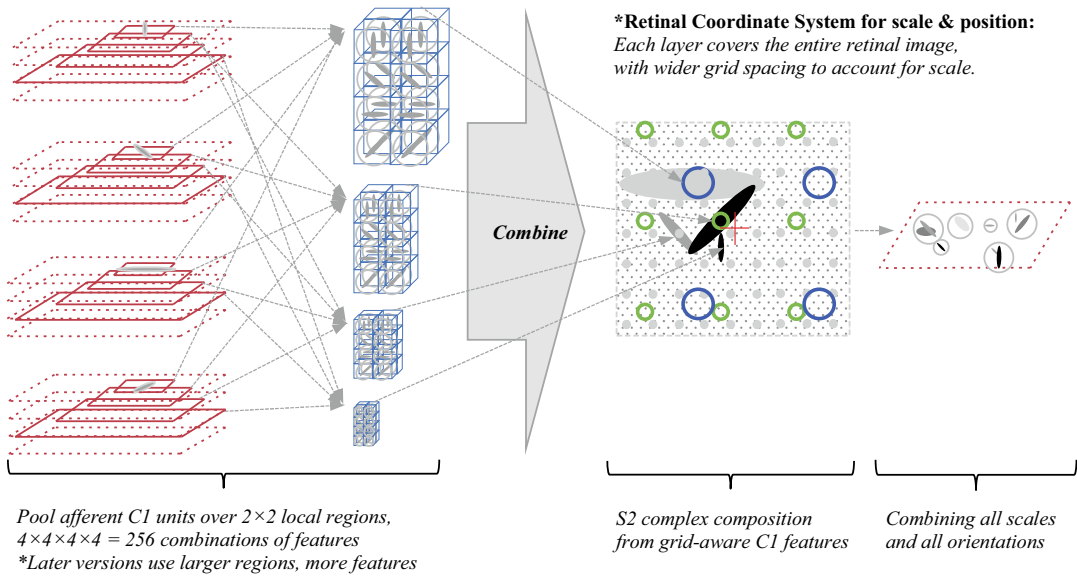 *Retinal Coordinate System for scale & position:
Each layer covers the entire retinal image,
with wider grid spacing to account for scale.
Combine
Pool afferent C1 units over 2×2 local regions,
4×4×4×4 = 256 combinations of features
*Later versions use larger regions, more features
S2 complex composition
from grid-aware C1 features
Combining all scales
and all orientations